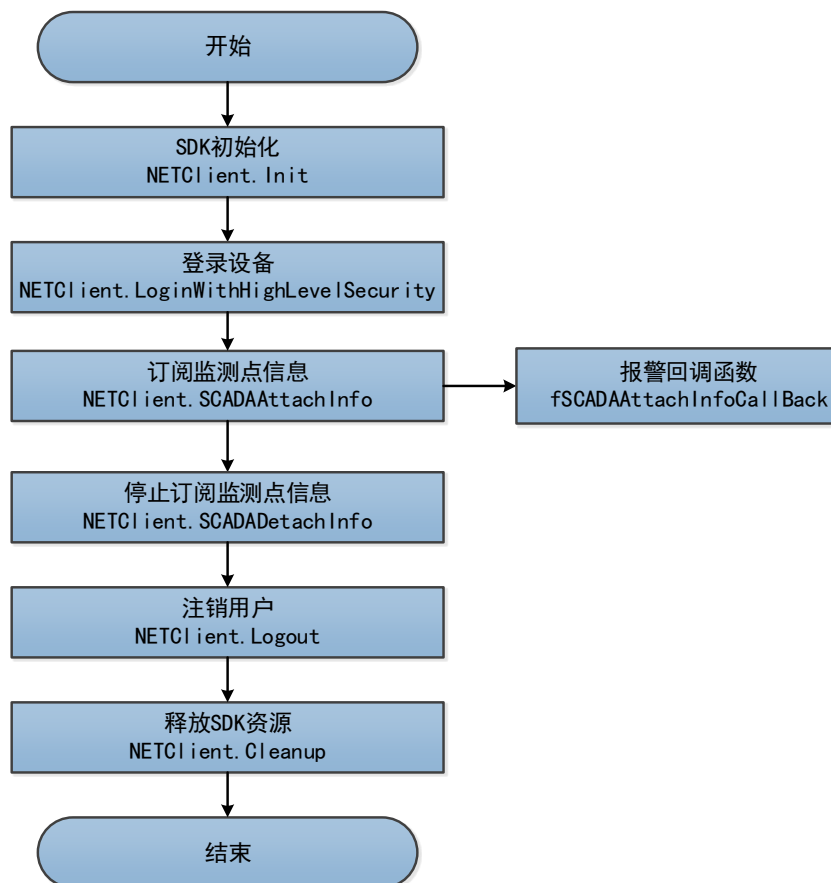 开始
SDK初始化
NETClient.Init
登录设备
NETClient.LoginWithHighLevelSecurity
订阅监测点信息
NETClient.SCADAAttachInfo
报警回调函数
fSCADAAttachInfoCallBack
停止订阅监测点信息
NETClient.SCADADetachInfo
注销用户
NETClient.Logout
释放SDK资源
NETClient.Cleanup
结束